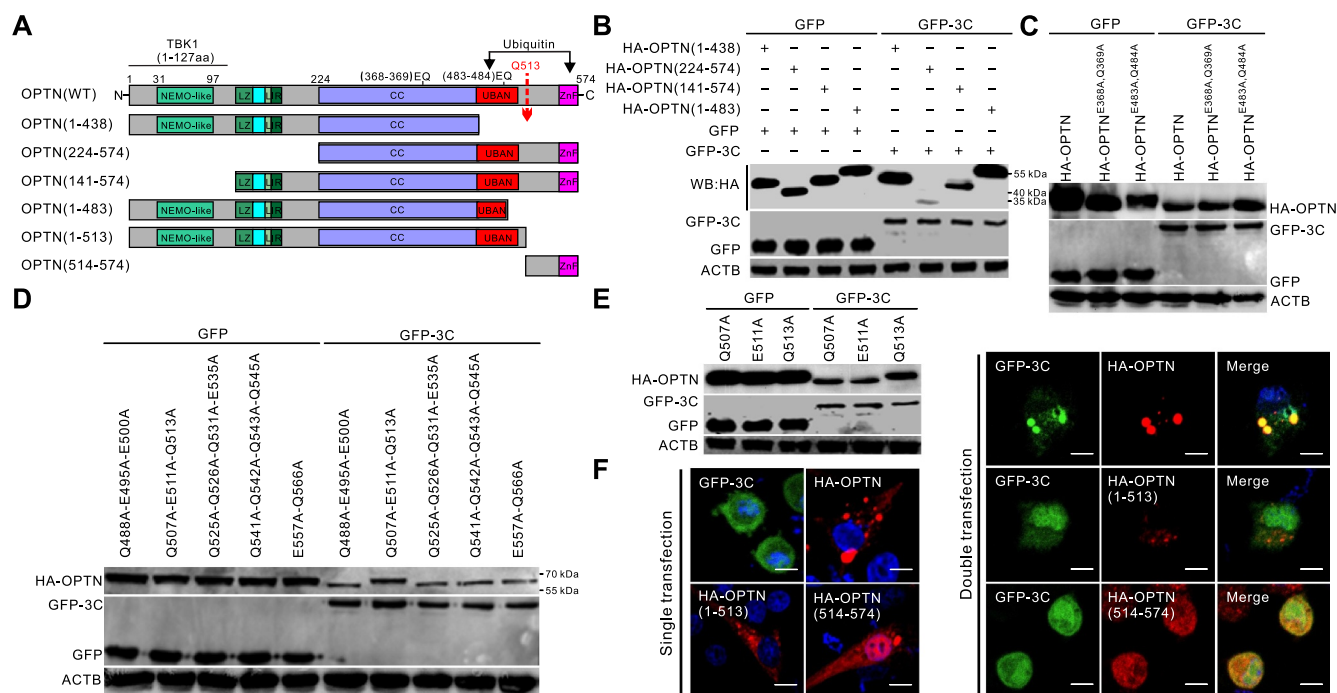 A
TBK1
(1-127aa)
Ubiquitin
1 31 97 224 (368-369)EQ (483-484)EQ Q513 574
OPTN(WT) N NEMO-like LZ LIR CC UBAN ZnF C
OPTN(1-438) NEMO-like LZ LIR CC
OPTN(224-574) CC UBAN ZnF
OPTN(141-574) LZ LIR CC UBAN ZnF
OPTN(1-483) NEMO-like LZ LIR CC UBAN
OPTN(1-513) NEMO-like LZ LIR CC UBAN
OPTN(514-574) ZnF
B
GFP GFP-3C
HA-OPTN(1-438) + − − − + − − −
HA-OPTN(224-574) − + − − − + − −
HA-OPTN(141-574) − − + − − − + −
HA-OPTN(1-483) − − − + − − − +
GFP + + + + − − − −
GFP-3C − − − − + + + +
WB:HA
55 kDa
40 kDa
35 kDa
GFP-3C
GFP
ACTB
C
GFP GFP-3C
HA-OPTN
HA-OPTN E368A,Q369A
HA-OPTN E483A,Q484A
HA-OPTN
HA-OPTN E368A,Q369A
HA-OPTN E483A,Q484A
HA-OPTN
GFP-3C
GFP
ACTB
D
GFP GFP-3C
Q488A-E495A-E500A
Q507A-E511A-Q513A
Q525A-Q526A-Q531A-E535A
Q541A-Q542A-Q543A-Q545A
E557A-Q566A
Q488A-E495A-E500A
Q507A-E511A-Q513A
Q525A-Q526A-Q531A-E535A
Q541A-Q542A-Q543A-Q545A
E557A-Q566A
HA-OPTN
70 kDa
55 kDa
GFP-3C
GFP
ACTB
E
GFP GFP-3C
Q507A E511A Q513A Q507A E511A Q513A
HA-OPTN
GFP-3C
GFP
ACTB
F
Single transfection
GFP-3C HA-OPTN
HA-OPTN
(1-513)
HA-OPTN
(514-574)
Double transfection
GFP-3C HA-OPTN Merge
GFP-3C HA-OPTN
(1-513) Merge
GFP-3C HA-OPTN
(514-574) Merge